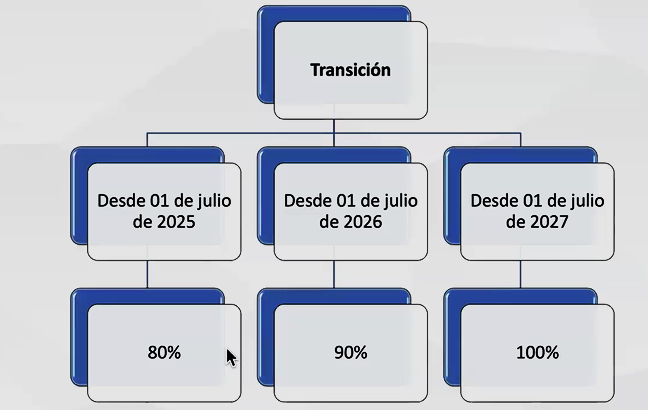 Transición
Desde 01 de julio
de 2025
Desde 01 de julio
de 2026
Desde 01 de julio
de 2027
80%
90%
100%